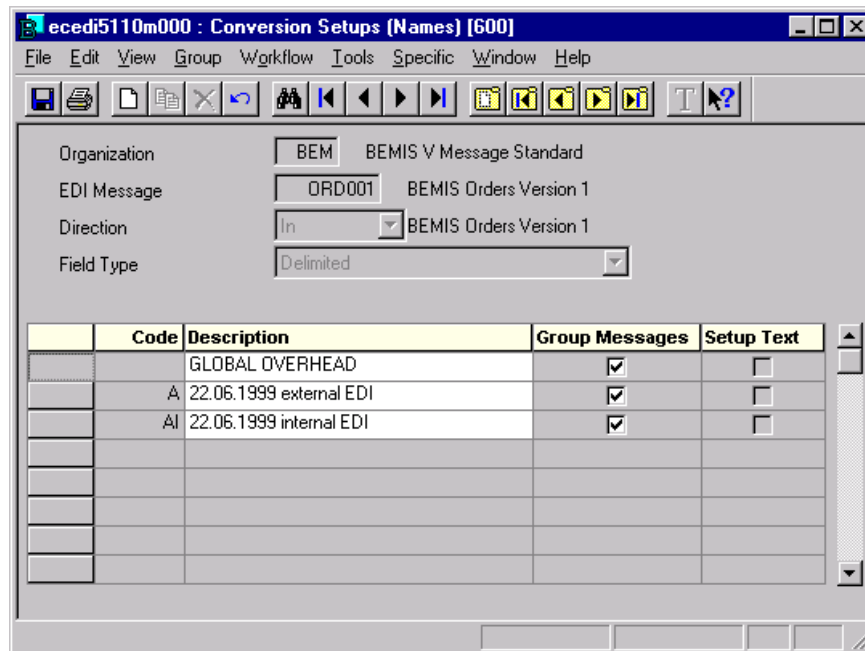 ecedi5110m000 : Conversion Setups (Names) [600]
File Edit View Group Workflow Tools Specific Window Help
Organization BEM BEMIS V Message Standard
EDI Message ORD001 BEMIS Orders Version 1
Direction In BEMIS Orders Version 1
Field Type Delimited
Code Description Group Messages Setup Text
GLOBAL OVERHEAD
A 22.06.1999 external EDI
AI 22.06.1999 internal EDI